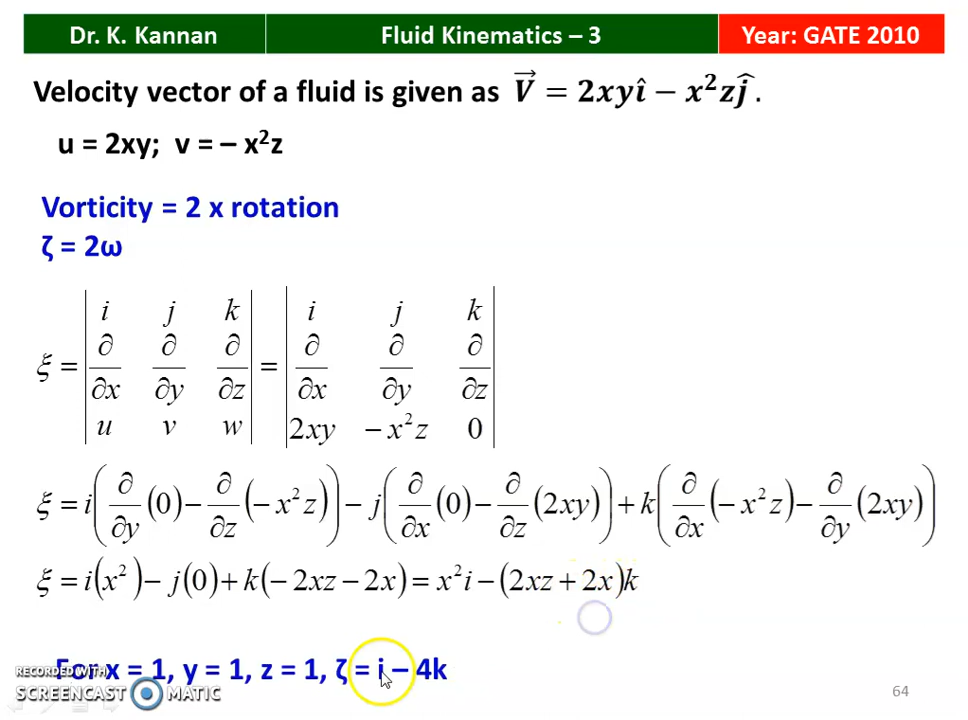 Dr. K. Kannan
Fluid Kinematics – 3
Year: GATE 2010
Velocity vector of a fluid is given as V⃗ = 2xyî − x²zĵ.
u = 2xy; v = – x²z
Vorticity = 2 x rotation
ζ = 2ω
ξ = | i j k | = | i j k |
| ∂/∂x ∂/∂y ∂/∂z | | ∂/∂x ∂/∂y ∂/∂z |
| u v w | | 2xy − x²z 0 |
ξ = i(∂/∂y (0) − ∂/∂z (− x²z)) − j(∂/∂x (0) − ∂/∂z (2xy)) + k(∂/∂x (− x²z) − ∂/∂y (2xy))
ξ = i(x²) − j(0) + k(− 2xz − 2x) = x²i − (2xz + 2x)k
For x = 1, y = 1, z = 1, ζ = i – 4k
RECORDED WITH
SCREENCAST MATIC
64